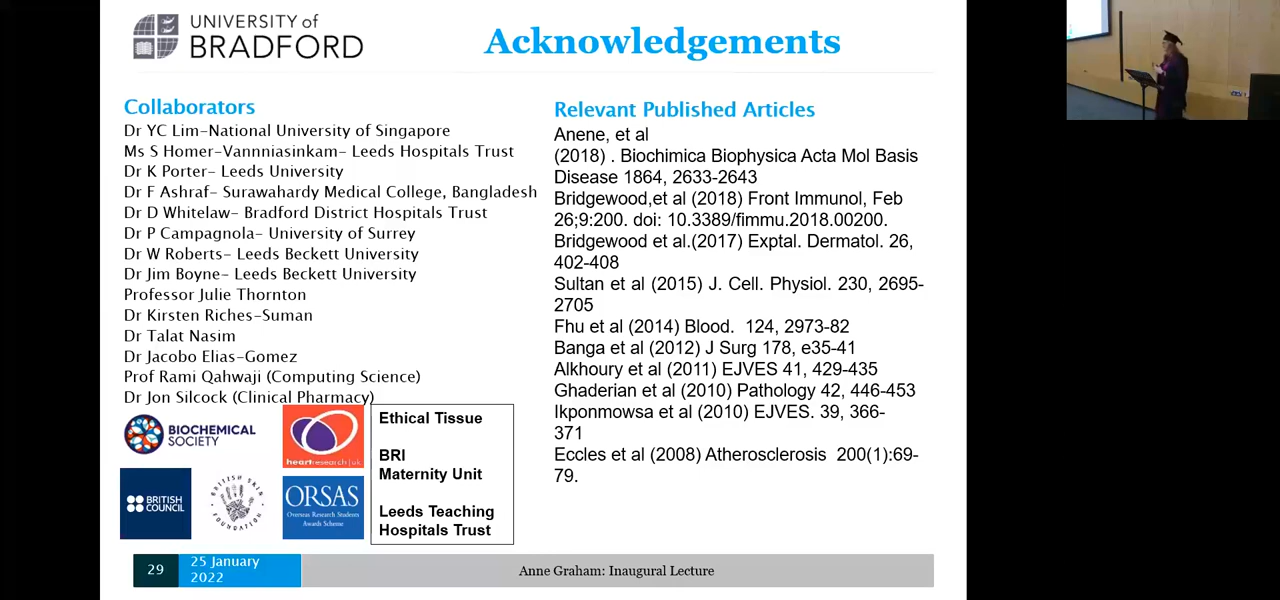 UNIVERSITY of
BRADFORD
Acknowledgements
Collaborators
Dr YC Lim-National University of Singapore
Ms S Homer-Vannniasinkam- Leeds Hospitals Trust
Dr K Porter- Leeds University
Dr F Ashraf- Surawahardy Medical College, Bangladesh
Dr D Whitelaw- Bradford District Hospitals Trust
Dr P Campagnola- University of Surrey
Dr W Roberts- Leeds Beckett University
Dr Jim Boyne- Leeds Beckett University
Professor Julie Thornton
Dr Kirsten Riches-Suman
Dr Talat Nasim
Dr Jacobo Elias-Gomez
Prof Rami Qahwaji (Computing Science)
Dr Jon Silcock (Clinical Pharmacy)
BIOCHEMICAL
SOCIETY
heartresearch|uk
BRITISH
COUNCIL
BRITISH SKIN
FOUNDATION
ORSAS
Overseas Research Students
Awards Scheme
Ethical Tissue
BRI
Maternity Unit
Leeds Teaching
Hospitals Trust
Relevant Published Articles
Anene, et al
(2018) . Biochimica Biophysica Acta Mol Basis
Disease 1864, 2633-2643
Bridgewood,et al (2018) Front Immunol, Feb
26;9:200. doi: 10.3389/fimmu.2018.00200.
Bridgewood et al.(2017) Exptal. Dermatol. 26,
402-408
Sultan et al (2015) J. Cell. Physiol. 230, 2695-
2705
Fhu et al (2014) Blood. 124, 2973-82
Banga et al (2012) J Surg 178, e35-41
Alkhoury et al (2011) EJVES 41, 429-435
Ghaderian et al (2010) Pathology 42, 446-453
Ikponmowsa et al (2010) EJVES. 39, 366-
371
Eccles et al (2008) Atherosclerosis 200(1):69-
79.
29
25 January
2022
Anne Graham: Inaugural Lecture